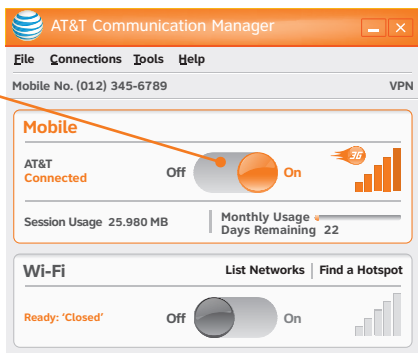 AT&T Communication Manager
File Connections Tools Help
Mobile No. (012) 345-6789 VPN
Mobile
AT&T
Connected
Off On
3G
Session Usage 25.980 MB
Monthly Usage
Days Remaining 22
Wi-Fi List Networks | Find a Hotspot
Ready: 'Closed' Off On